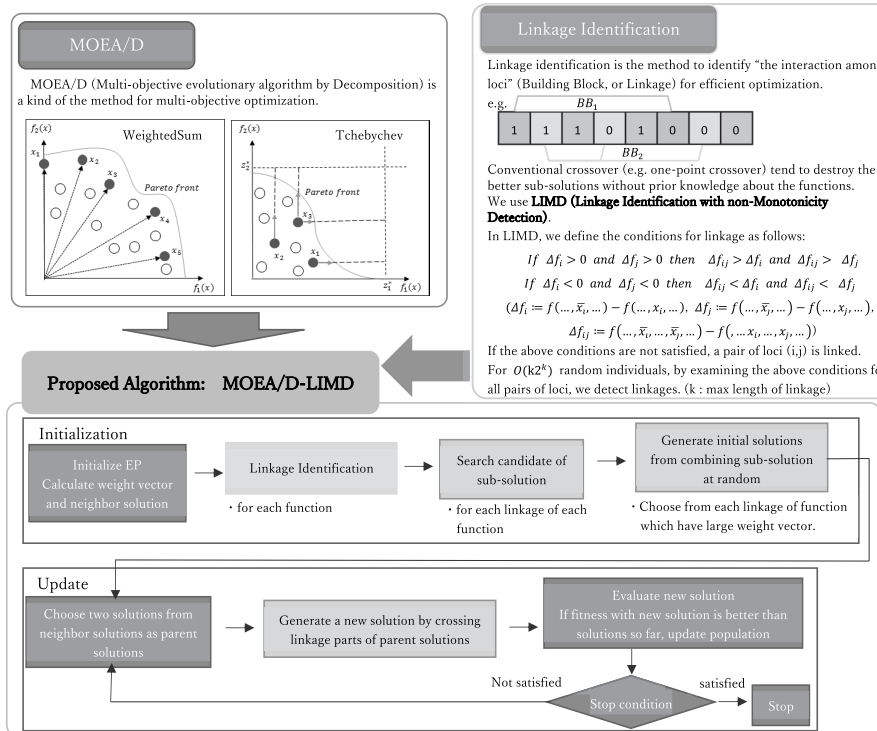 MOEA/D
MOEA/D (Multi-objective evolutionary algorithm by Decomposition) is
a kind of the method for multi-objective optimization.
f₂(x)
WeightedSum
x₁
x₂
x₃
Pareto front
x₄
x₅
f₁(x)
f₂(x)
Tchebychev
z₂*
Pareto front
x₃
x₂
x₁
z₁*
f₁(x)
Linkage Identification
Linkage identification is the method to identify "the interaction amon
loci" (Building Block, or Linkage) for efficient optimization.
e.g.
BB₁
1 1 1 0 1 0 0 0
BB₂
Conventional crossover (e.g. one-point crossover) tend to destroy the
better sub-solutions without prior knowledge about the functions.
We use LIMD (Linkage Identification with non-Monotonicity
Detection).
In LIMD, we define the conditions for linkage as follows:
If Δfᵢ > 0 and Δfⱼ > 0 then Δfᵢⱼ > Δfᵢ and Δfᵢⱼ > Δfⱼ
If Δfᵢ < 0 and Δfⱼ < 0 then Δfᵢⱼ < Δfᵢ and Δfᵢⱼ < Δfⱼ
(Δfᵢ ≔ f(…, x̅ᵢ, …) − f(…, xᵢ, …), Δfⱼ ≔ f(…, x̅ⱼ, …) − f(…, xⱼ, …),
Δfᵢⱼ ≔ f(…, x̅ᵢ, …, x̅ⱼ, …) − f(, … xᵢ, …, xⱼ, …))
If the above conditions are not satisfied, a pair of loci (i,j) is linked.
For O(k2ᵏ) random individuals, by examining the above conditions fo
all pairs of loci, we detect linkages. (k : max length of linkage)
Proposed Algorithm: MOEA/D-LIMD
Initialization
Initialize EP
Calculate weight vector
and neighbor solution
Linkage Identification
・for each function
Search candidate of
sub-solution
・for each linkage of each
function
Generate initial solutions
from combining sub-solution
at random
・Choose from each linkage of function
which have large weight vector.
Update
Choose two solutions from
neighbor solutions as parent
solutions
Generate a new solution by crossing
linkage parts of parent solutions
Evaluate new solution
If fitness with new solution is better than
solutions so far, update population
Not satisfied
Stop condition
satisfied
Stop